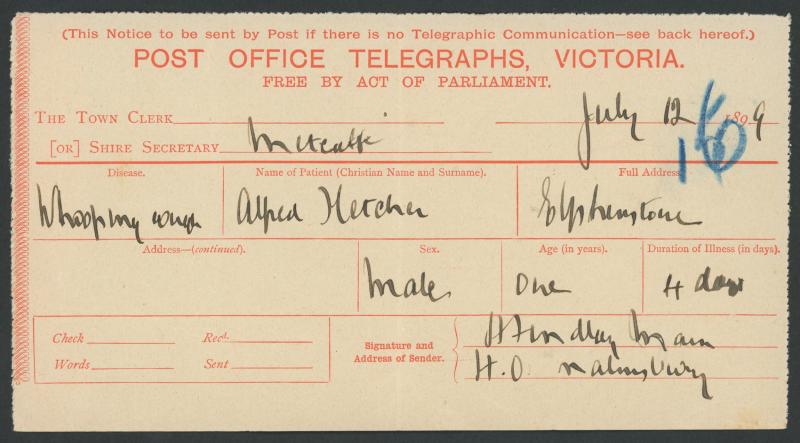 (This Notice to be sent by Post if there is no Telegraphic Communication—see back hereof.)
POST OFFICE TELEGRAPHS, VICTORIA.
FREE BY ACT OF PARLIAMENT.
THE TOWN CLERK
July 12 1899
[OR] SHIRE SECRETARY Metcalfe
16
Disease. Name of Patient (Christian Name and Surname). Full Address
Whooping cough Alfred Fletcher Elphinstone
Address—(continued). Sex. Age (in years). Duration of Illness (in days).
Male One 4 days
Check Recd.
Words Sent
Signature and
Address of Sender.
H. O. Malmsbury